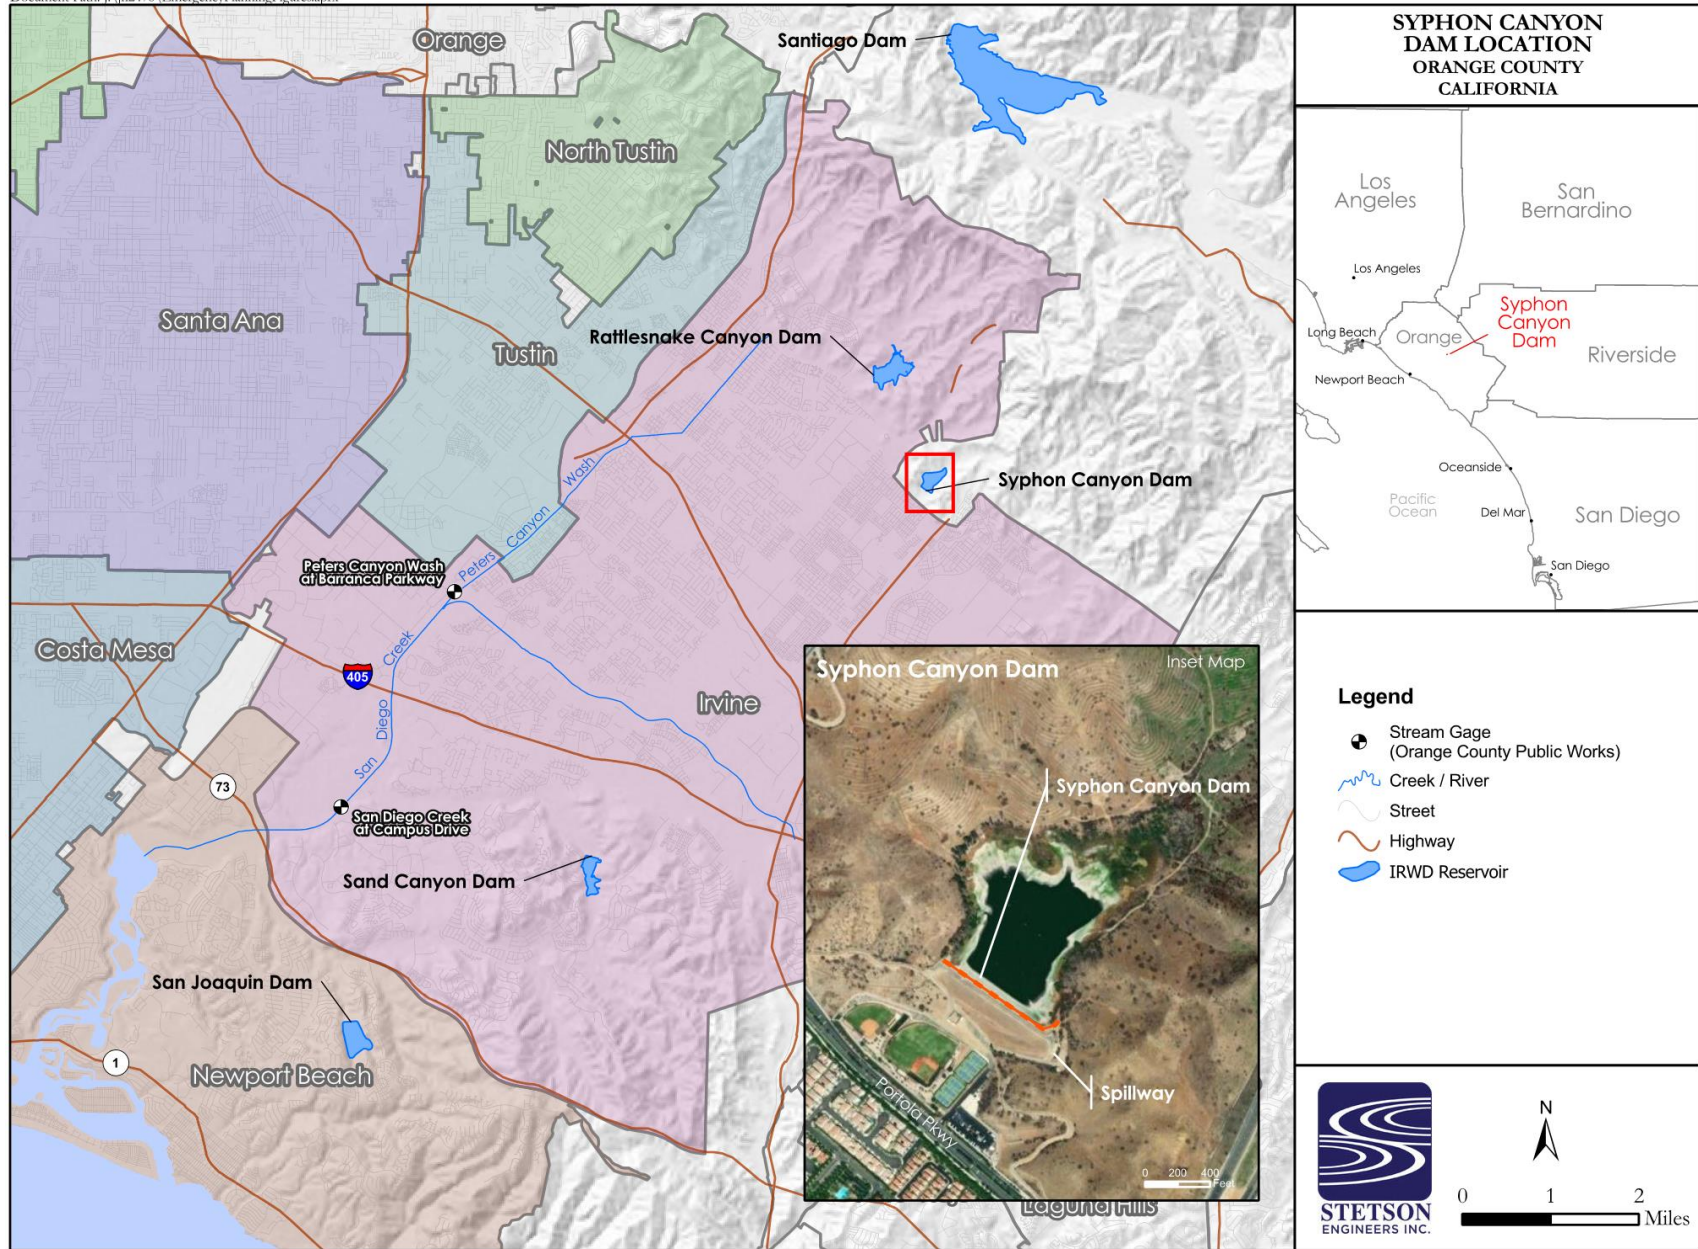 SYPHON CANYON
DAM LOCATION
ORANGE COUNTY
CALIFORNIA
Orange
Santiago Dam
North Tustin
Santa Ana
Tustin
Rattlesnake Canyon Dam
Syphon Canyon Dam
Peters Canyon Wash
Peters Canyon Wash
at Barranca Parkway
Costa Mesa
405
San Diego Creek
Irvine
73
San Diego Creek
at Campus Drive
Sand Canyon Dam
San Joaquin Dam
1
Newport Beach
Laguna Hills
Syphon Canyon Dam
Inset Map
Syphon Canyon Dam
Spillway
Portola Pkwy
0 200 400
Feet
Los
Angeles
San
Bernardino
Los Angeles
Syphon
Canyon
Dam
Long Beach
Orange
Riverside
Newport Beach
Oceanside
Pacific
Ocean
Del Mar
San Diego
San Diego
Legend
Stream Gage
(Orange County Public Works)
Creek / River
Street
Highway
IRWD Reservoir
STETSON
ENGINEERS INC.
N
0 1 2
Miles